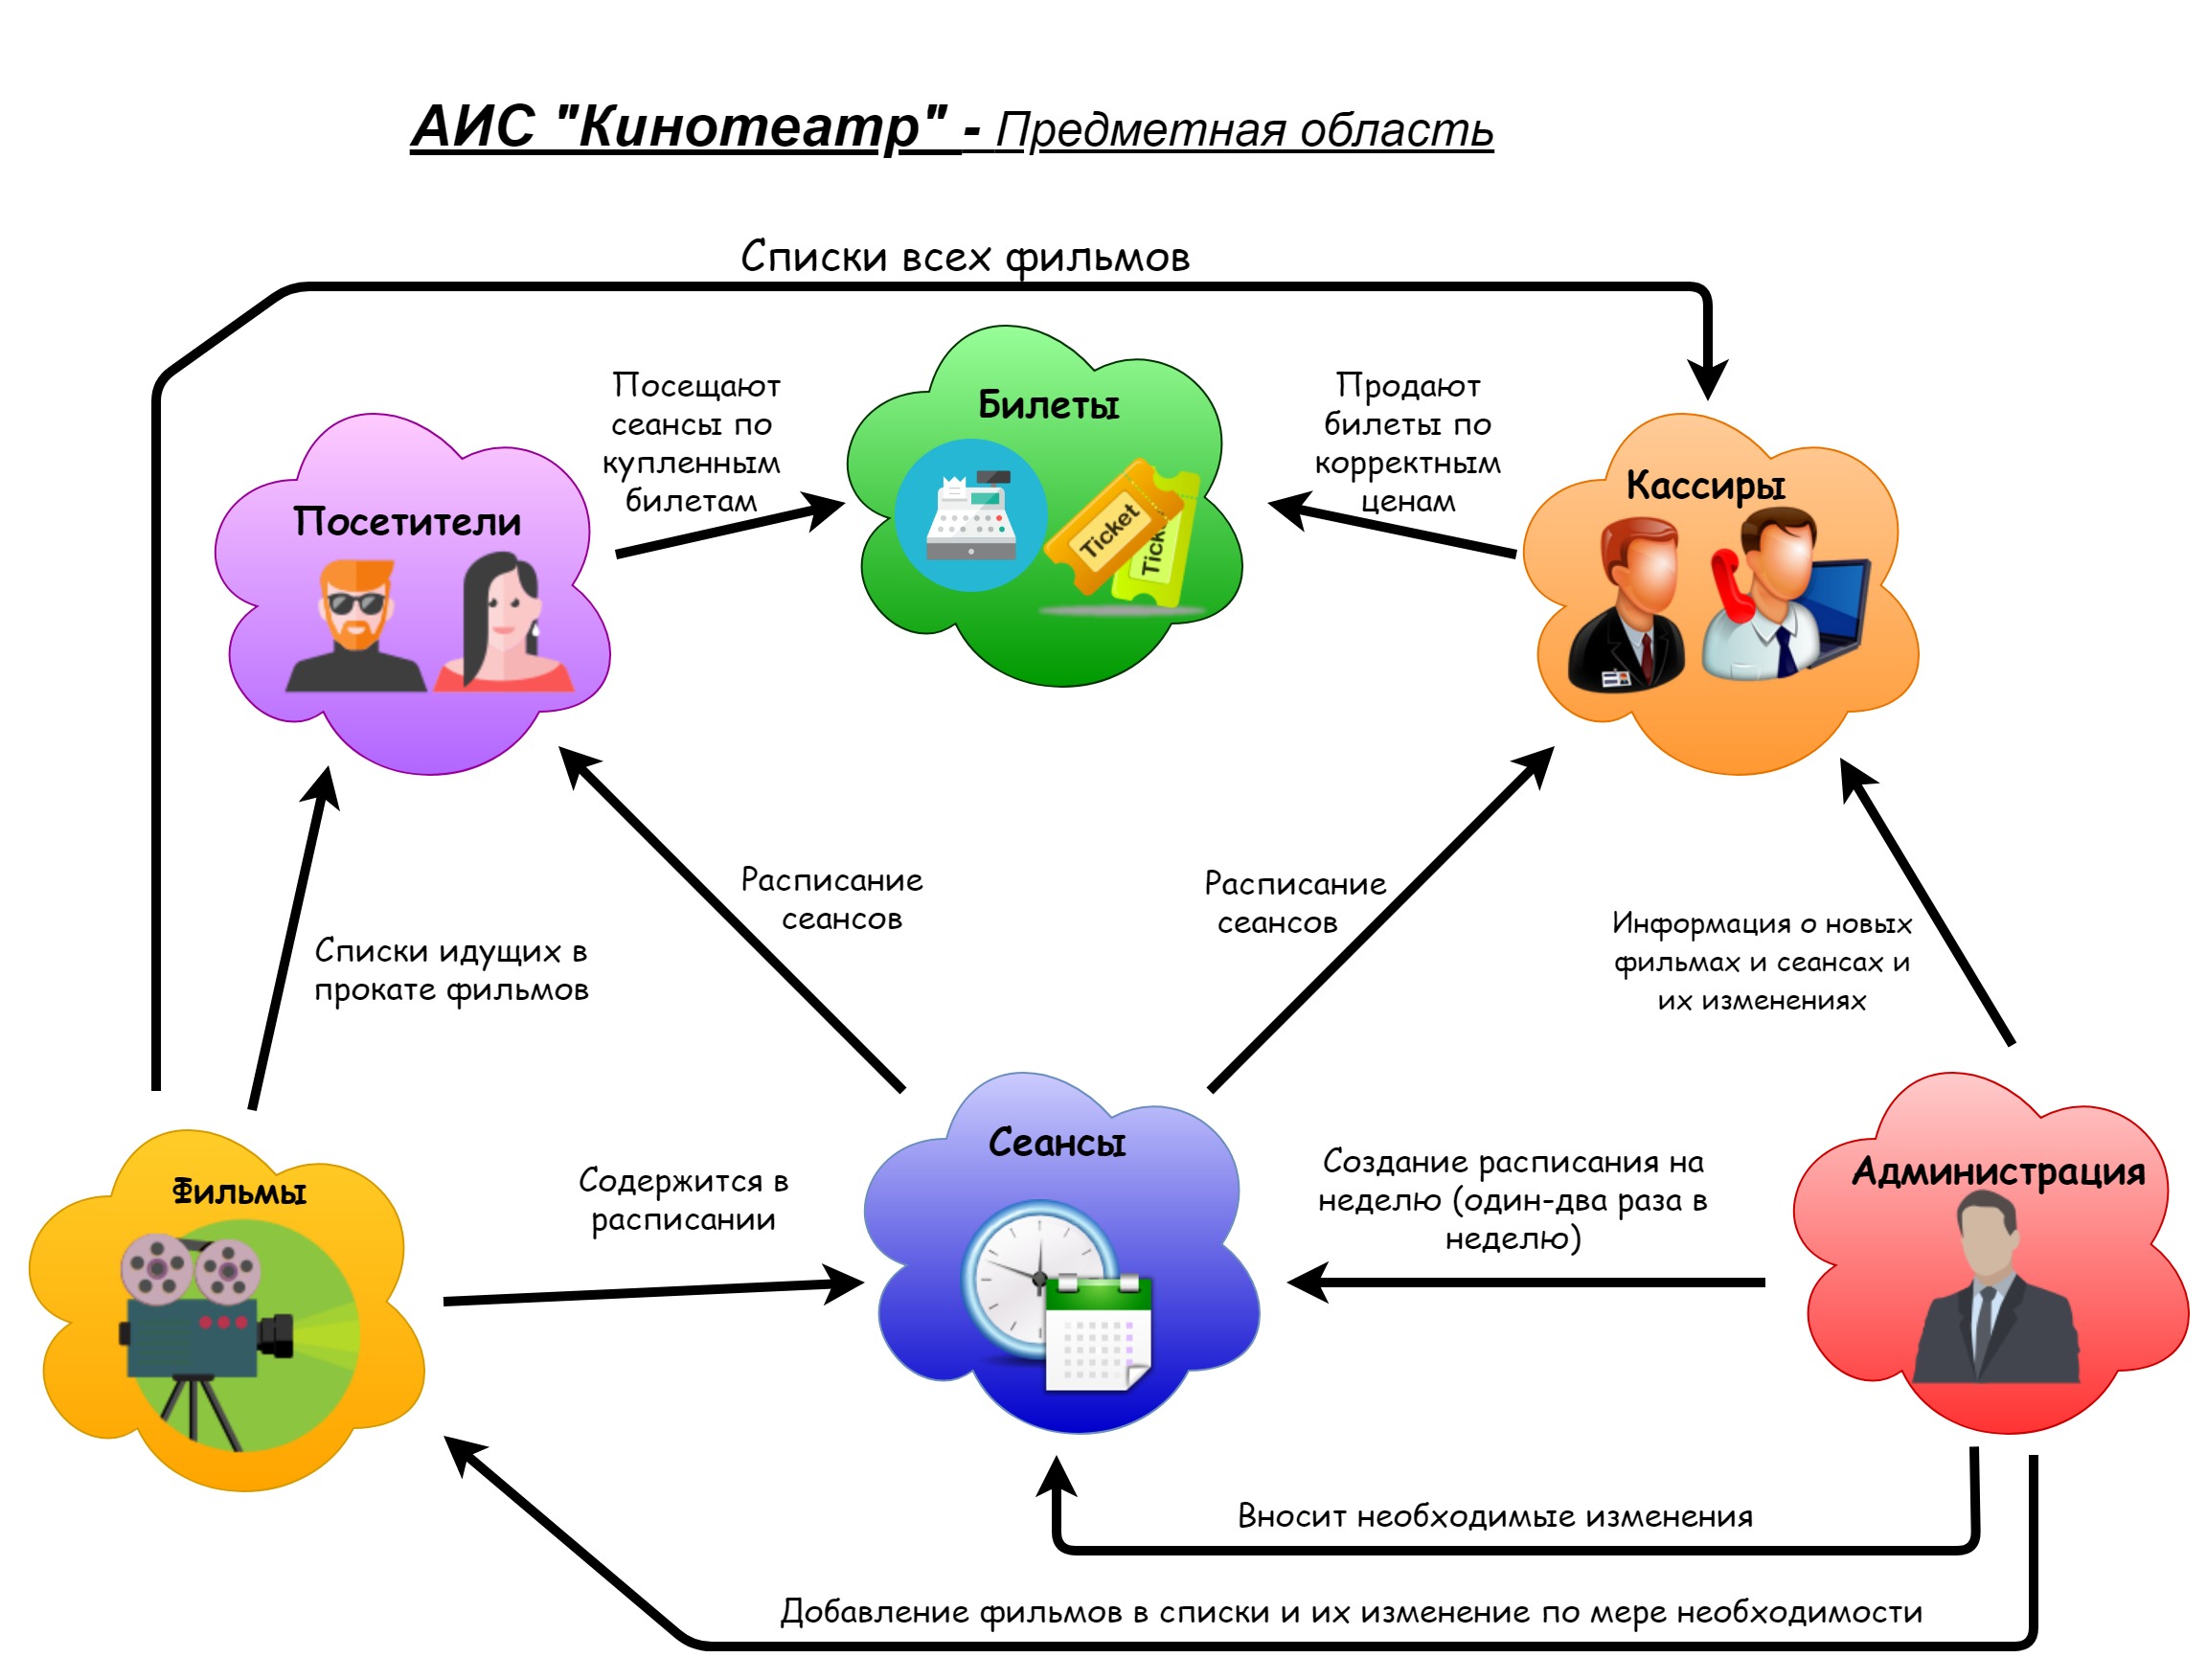 АИС "Кинотеатр" - Предметная область
Списки всех фильмов
Посещают
сеансы по
купленным
билетам
Билеты
Ticket
Продают
билеты по
корректным
ценам
Кассиры
Посетители
Расписание
сеансов
Расписание
сеансов
Списки идущих в
прокате фильмов
Информация о новых
фильмах и сеансах и
их изменениях
Фильмы
Содержится в
расписании
Сеансы
Создание расписания на
неделю (один-два раза в
неделю)
Администрация
Вносит необходимые изменения
Добавление фильмов в списки и их изменение по мере необходимости